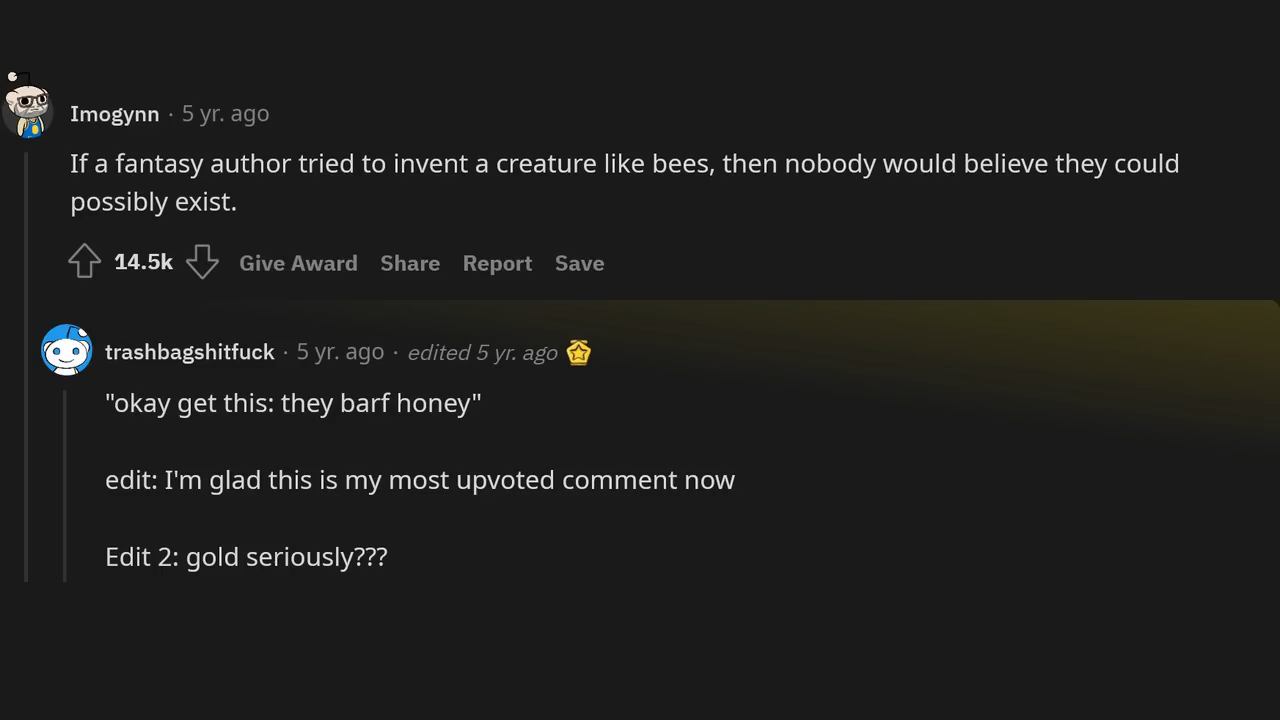 Imogynn · 5 yr. ago
If a fantasy author tried to invent a creature like bees, then nobody would believe they could
possibly exist.
14.5k Give Award Share Report Save
trashbagshitfuck · 5 yr. ago · edited 5 yr. ago
"okay get this: they barf honey"
edit: I'm glad this is my most upvoted comment now
Edit 2: gold seriously???